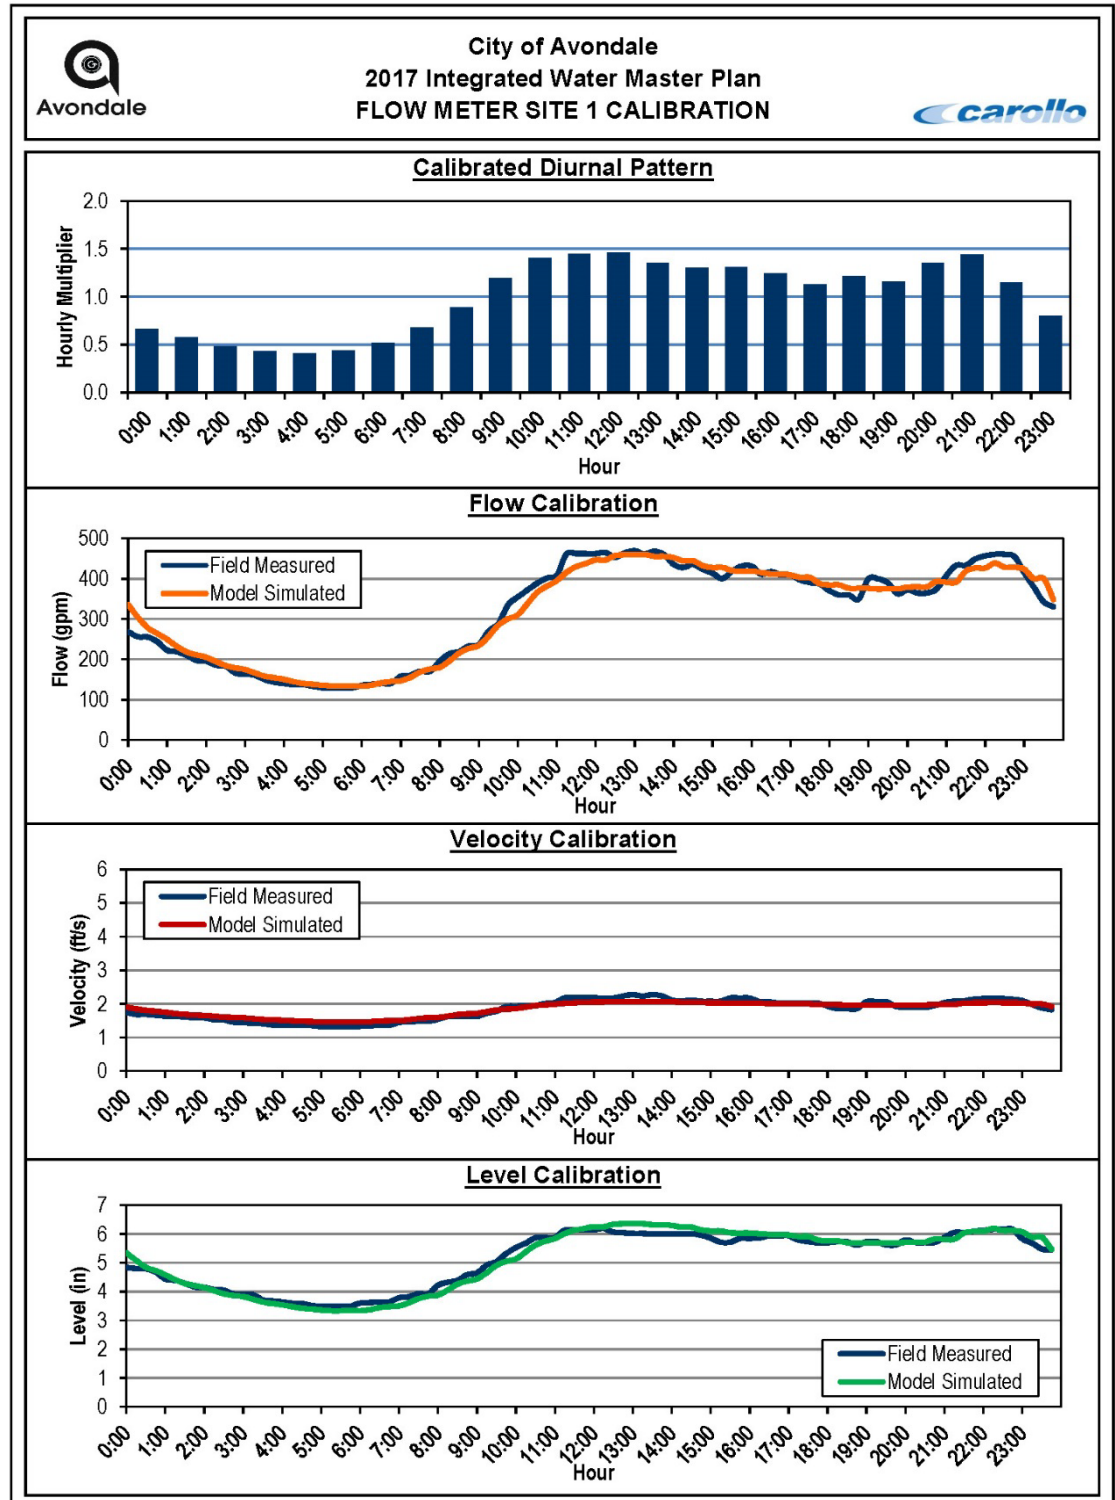 Avondale
City of Avondale
2017 Integrated Water Master Plan
FLOW METER SITE 1 CALIBRATION
carollo
Calibrated Diurnal Pattern
Hourly Multiplier
2.0
1.5
1.0
0.5
0.0
0:00 1:00 2:00 3:00 4:00 5:00 6:00 7:00 8:00 9:00 10:00 11:00 12:00 13:00 14:00 15:00 16:00 17:00 18:00 19:00 20:00 21:00 22:00 23:00
Hour
Flow Calibration
Flow (gpm)
500
400
300
200
100
0
Field Measured
Model Simulated
0:00 1:00 2:00 3:00 4:00 5:00 6:00 7:00 8:00 9:00 10:00 11:00 12:00 13:00 14:00 15:00 16:00 17:00 18:00 19:00 20:00 21:00 22:00 23:00
Hour
Velocity Calibration
Velocity (ft/s)
6
5
4
3
2
1
0
Field Measured
Model Simulated
0:00 1:00 2:00 3:00 4:00 5:00 6:00 7:00 8:00 9:00 10:00 11:00 12:00 13:00 14:00 15:00 16:00 17:00 18:00 19:00 20:00 21:00 22:00 23:00
Hour
Level Calibration
Level (in)
7
6
5
4
3
2
1
0
Field Measured
Model Simulated
0:00 1:00 2:00 3:00 4:00 5:00 6:00 7:00 8:00 9:00 10:00 11:00 12:00 13:00 14:00 15:00 16:00 17:00 18:00 19:00 20:00 21:00 22:00 23:00
Hour